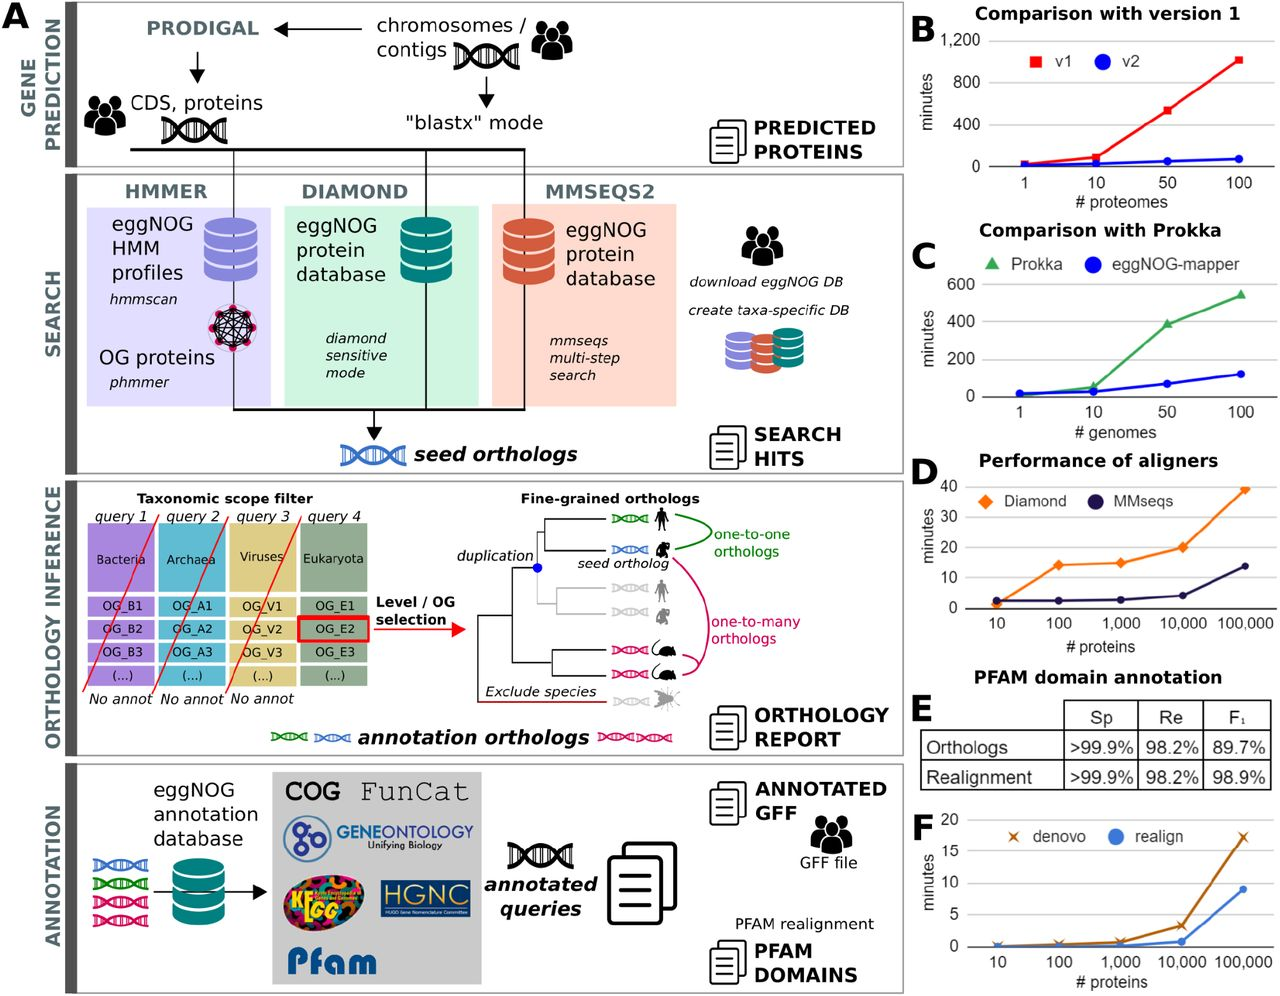 A
GENE
PREDICTION
PRODIGAL
chromosomes /
contigs
CDS, proteins
"blastx" mode
PREDICTED
PROTEINS
SEARCH
HMMER
DIAMOND
MMSEQS2
eggNOG
HMM
profiles
hmmscan
OG proteins
phmmer
eggNOG
protein
database
diamond
sensitive
mode
eggNOG
protein
database
mmseqs
multi-step
search
download eggNOG DB
create taxa-specific DB
seed orthologs
SEARCH
HITS
ORTHOLOGY INFERENCE
Taxonomic scope filter
query 1 query 2 query 3 query 4
Bacteria Archaea Viruses Eukaryota
OG_B1 OG_A1 OG_V1 OG_E1
OG_B2 OG_A2 OG_V2 OG_E2
OG_B3 OG_A3 OG_V3 OG_E3
(...) (...) (...) (...)
No annot No annot No annot
Level / OG
selection
Fine-grained orthologs
duplication
seed ortholog
one-to-one
orthologs
one-to-many
orthologs
Exclude species
annotation orthologs
ORTHOLOGY
REPORT
ANNOTATION
eggNOG
annotation
database
COG FunCat
GENEONTOLOGY
Unifying Biology
KEGG
HGNC
HUGO Gene Nomenclature Committee
Pfam
annotated
queries
ANNOTATED
GFF
GFF file
PFAM realignment
PFAM
DOMAINS
B
Comparison with version 1
v1 v2
minutes
1,200
800
400
0
1 10 50 100
# proteomes
C
Comparison with Prokka
Prokka eggNOG-mapper
minutes
600
400
200
0
1 10 50 100
# genomes
D
Performance of aligners
Diamond MMseqs
minutes
40
30
20
10
0
10 100 1,000 10,000 100,000
# proteins
PFAM domain annotation
E
Sp Re F₁
Orthologs >99.9% 98.2% 89.7%
Realignment >99.9% 98.2% 98.9%
F
denovo realign
minutes
20
15
10
5
0
10 100 1,000 10,000 100,000
# proteins